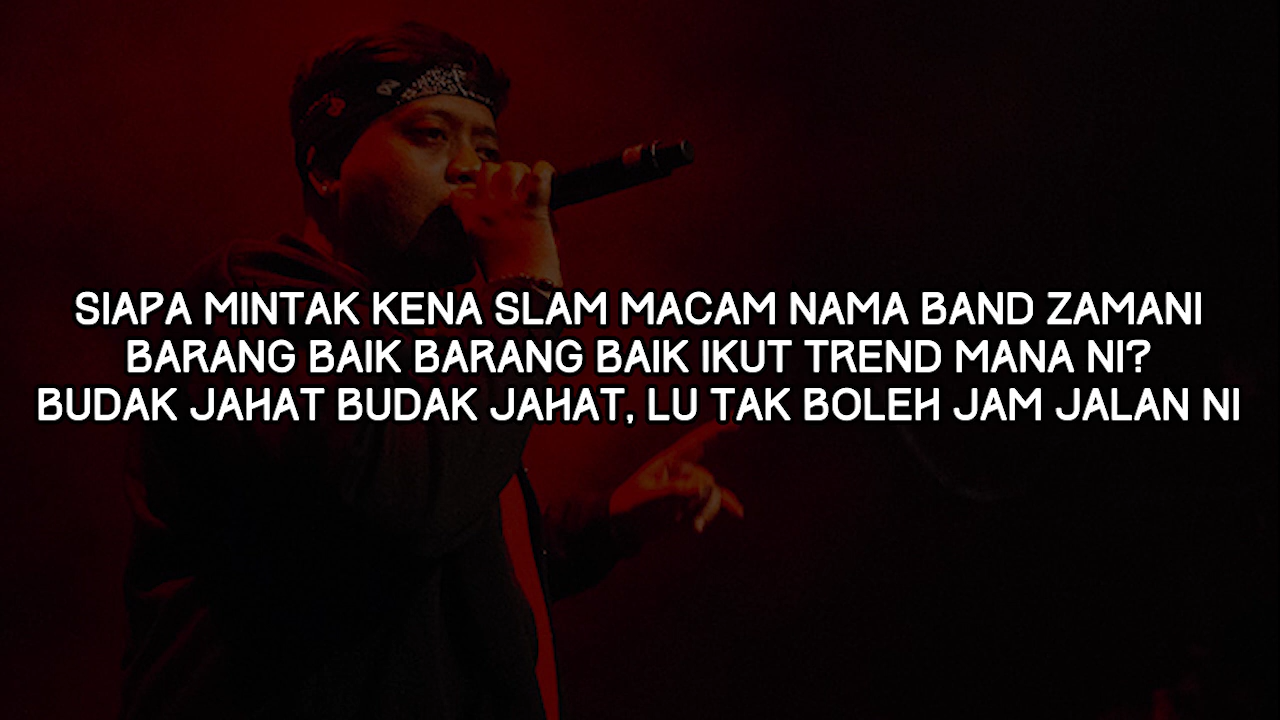 SIAPA MINTAK KENA SLAM MACAM NAMA BAND ZAMANI
BARANG BAIK BARANG BAIK IKUT TREND MANA NI?
BUDAK JAHAT BUDAK JAHAT, LU TAK BOLEH JAM JALAN NI